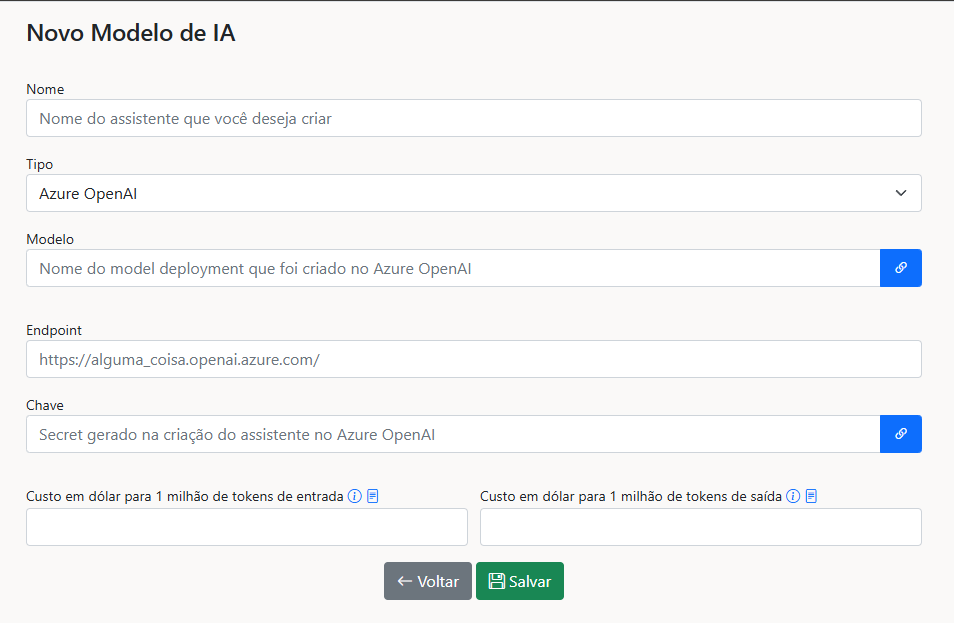 Novo Modelo de IA
Nome
Nome do assistente que você deseja criar
Tipo
Azure OpenAI
Modelo
Nome do model deployment que foi criado no Azure OpenAI
Endpoint
https://alguma_coisa.openai.azure.com/
Chave
Secret gerado na criação do assistente no Azure OpenAI
Custo em dólar para 1 milhão de tokens de entrada
Custo em dólar para 1 milhão de tokens de saída
Voltar
Salvar